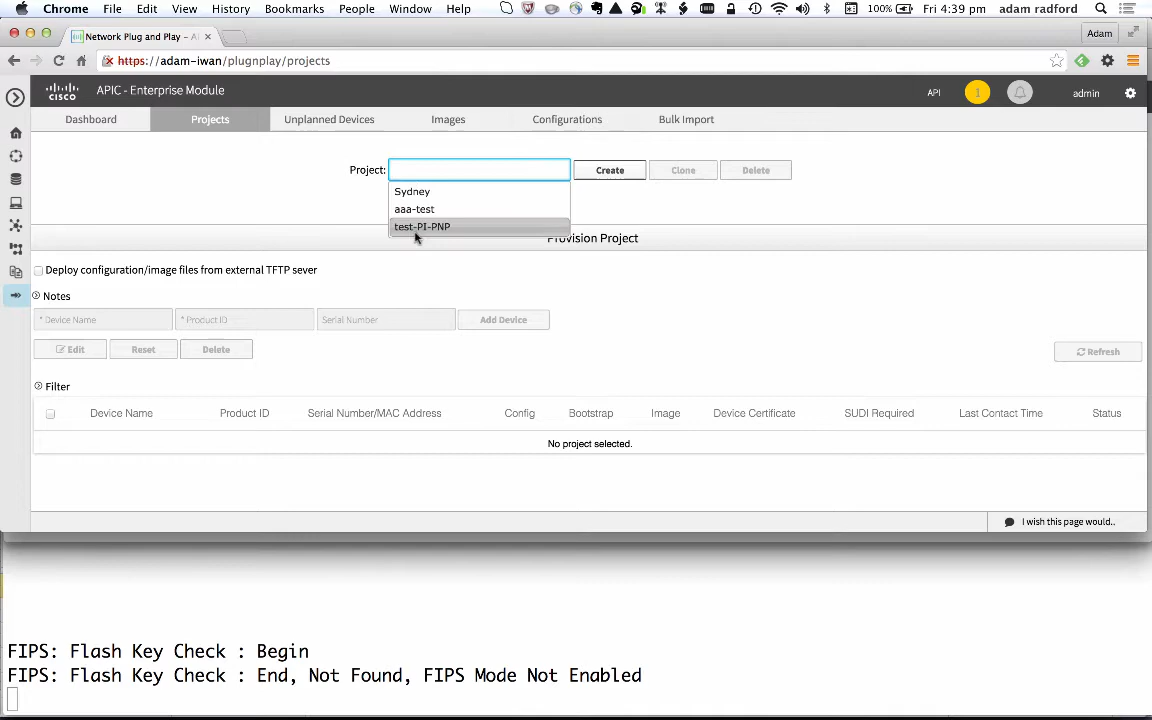 Chrome File Edit View History Bookmarks People Window Help 100% Fri 4:39 pm adam radford
Network Plug and Play – A × Adam
https://adam-iwan/plugnplay/projects
CISCO APIC - Enterprise Module API 1 admin
Dashboard Projects Unplanned Devices Images Configurations Bulk Import
Project: Create Clone Delete
Sydney
aaa-test
test-PI-PNP
Provision Project
Deploy configuration/image files from external TFTP sever
Notes
* Device Name * Product ID Serial Number Add Device
Edit Reset Delete Refresh
Filter
Device Name Product ID Serial Number/MAC Address Config Bootstrap Image Device Certificate SUDI Required Last Contact Time Status
No project selected.
I wish this page would..
FIPS: Flash Key Check : Begin
FIPS: Flash Key Check : End, Not Found, FIPS Mode Not Enabled